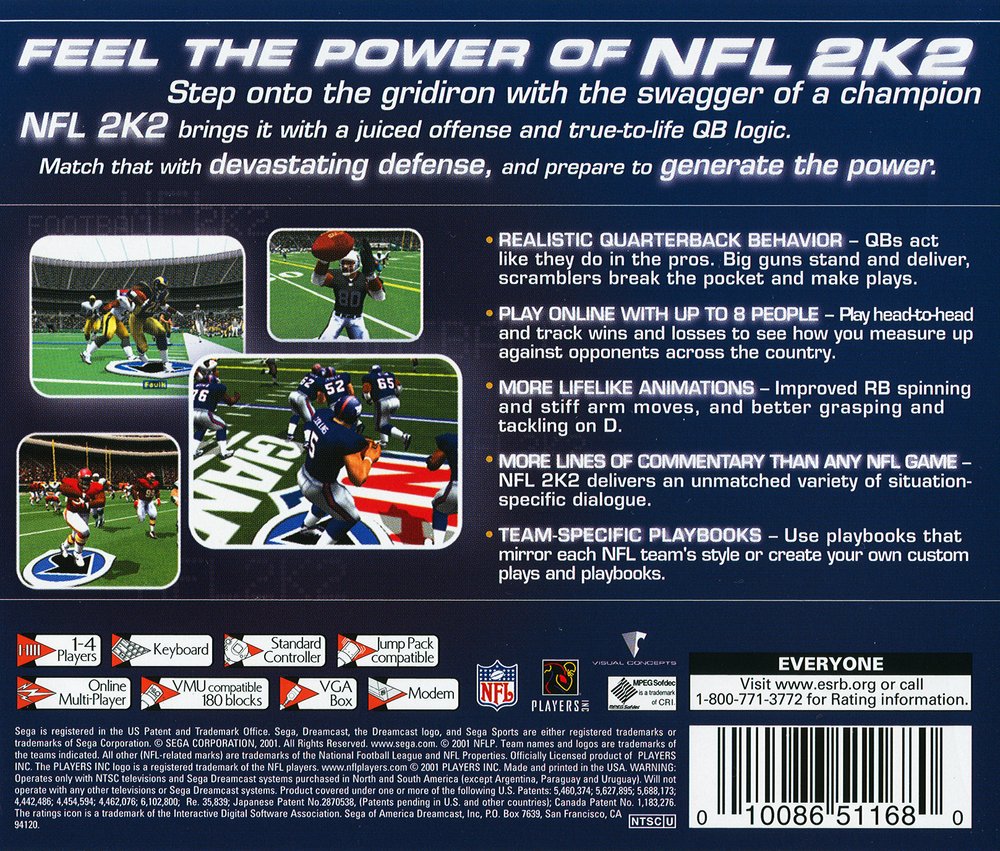 FEEL THE POWER OF NFL 2K2
Step onto the gridiron with the swagger of a champion
NFL 2K2 brings it with a juiced offense and true-to-life QB logic.
Match that with devastating defense, and prepare to generate the power.
• REALISTIC QUARTERBACK BEHAVIOR – QBs act
like they do in the pros. Big guns stand and deliver,
scramblers break the pocket and make plays.
• PLAY ONLINE WITH UP TO 8 PEOPLE – Play head-to-head
and track wins and losses to see how you measure up
against opponents across the country.
• MORE LIFELIKE ANIMATIONS – Improved RB spinning
and stiff arm moves, and better grasping and
tackling on D.
• MORE LINES OF COMMENTARY THAN ANY NFL GAME –
NFL 2K2 delivers an unmatched variety of situation-
specific dialogue.
• TEAM-SPECIFIC PLAYBOOKS – Use playbooks that
mirror each NFL team's style or create your own custom
plays and playbooks.
80
Faulk
76
62
52
65
GIAN
1-4
Players
Keyboard
Standard
Controller
Jump Pack
compatible
Online
Multi-Player
VMU compatible
180 blocks
VGA
Box
Modem
NFL
PLAYERS INC
VISUAL CONCEPTS
MPEG Sofdec
is a trademark
of CRI.
MPEG Sofdec
EVERYONE
Visit www.esrb.org or call
1-800-771-3772 for Rating information.
Sega is registered in the US Patent and Trademark Office. Sega, Dreamcast, the Dreamcast logo, and Sega Sports are either registered trademarks or
trademarks of Sega Corporation. © SEGA CORPORATION, 2001. All Rights Reserved. www.sega.com. © 2001 NFLP. Team names and logos are trademarks of
the teams indicated. All other (NFL-related marks) are trademarks of the National Football League and NFL Properties. Officially Licensed product of PLAYERS
INC. The PLAYERS INC logo is a registered trademark of the NFL players. www.nflplayers.com © 2001 PLAYERS INC. Made and printed in the USA. WARNING:
Operates only with NTSC televisions and Sega Dreamcast systems purchased in North and South America (except Argentina, Paraguay and Uruguay). Will not
operate with any other televisions or Sega Dreamcast systems. Product covered under one or more of the following U.S. Patents: 5,460,374; 5,627,895; 5,688,173;
4,442,486; 4,454,594; 4,462,076; 6,102,800; Re. 35,839; Japanese Patent No.2870538, (Patents pending in U.S. and other countries); Canada Patent No. 1,183,276.
The ratings icon is a trademark of the Interactive Digital Software Association. Sega of America Dreamcast, Inc, P.O. Box 7639, San Francisco, CA
94120.
NTSC U
0 10086 51168 0